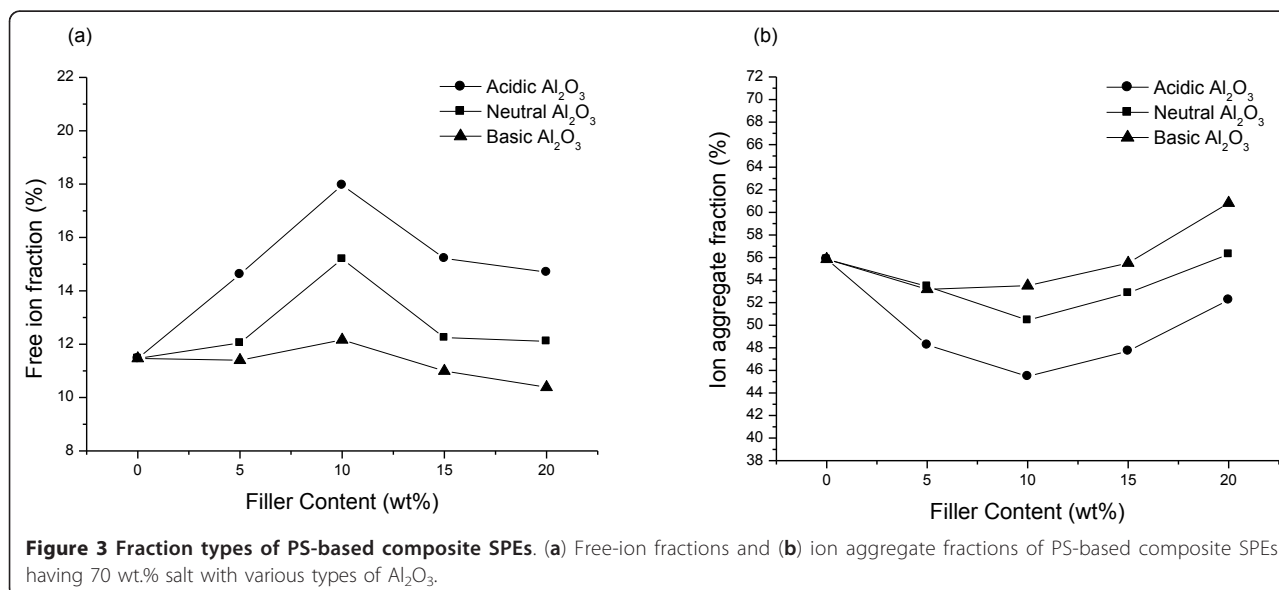 (a)
22
20
18
16
14
12
10
8
Free ion fraction (%)
Acidic Al₂O₃
Neutral Al₂O₃
Basic Al₂O₃
0 5 10 15 20
Filler Content (wt%)
(b)
72
70
68
66
64
62
60
58
56
54
52
50
48
46
44
42
40
38
Ion aggregate fraction (%)
Acidic Al₂O₃
Neutral Al₂O₃
Basic Al₂O₃
0 5 10 15 20
Filler Content (wt%)
Figure 3 Fraction types of PS-based composite SPEs. (a) Free-ion fractions and (b) ion aggregate fractions of PS-based composite SPEs
having 70 wt.% salt with various types of Al₂O₃.